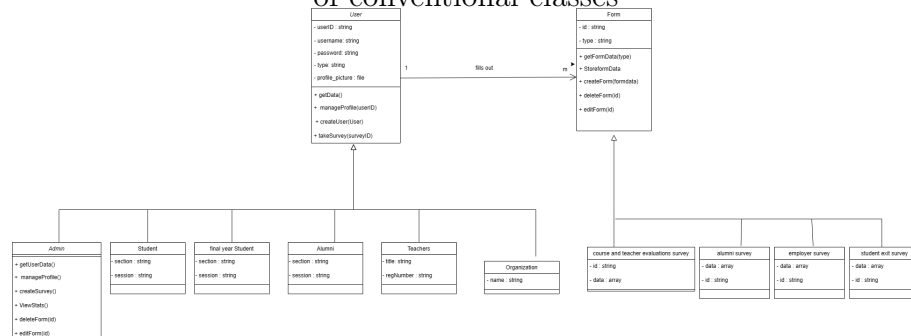 of conventional classes
User
- userID : string
- username: string
- password: string
- type: string
- profile_picture : file
+ getData()
+ manageProfile(userID)
+ createUser(User)
+ takeSurvey(surveyID)
1
fills out
m
Form
- id : string
- type : string
+ getFormData(type)
+ StoreformData
+ createForm(formdata)
+ deleteForm(id)
+ editForm(id)
Admin
+ getUserData()
+ manageProfile()
+ createSurvey()
+ ViewStats()
+ deleteForm(id)
+ editForm(id)
Student
- section : string
- session : string
final year Student
- section : string
- session : string
Alumni
- section : string
- session : string
Teachers
- title: string
- regNumber : string
Organization
- name : string
course and teacher evaluations survey
- id : string
- data : array
alumni survey
- data : array
- id : string
employer survey
- data : array
- id : string
student exit survey
- data : array
- id : string